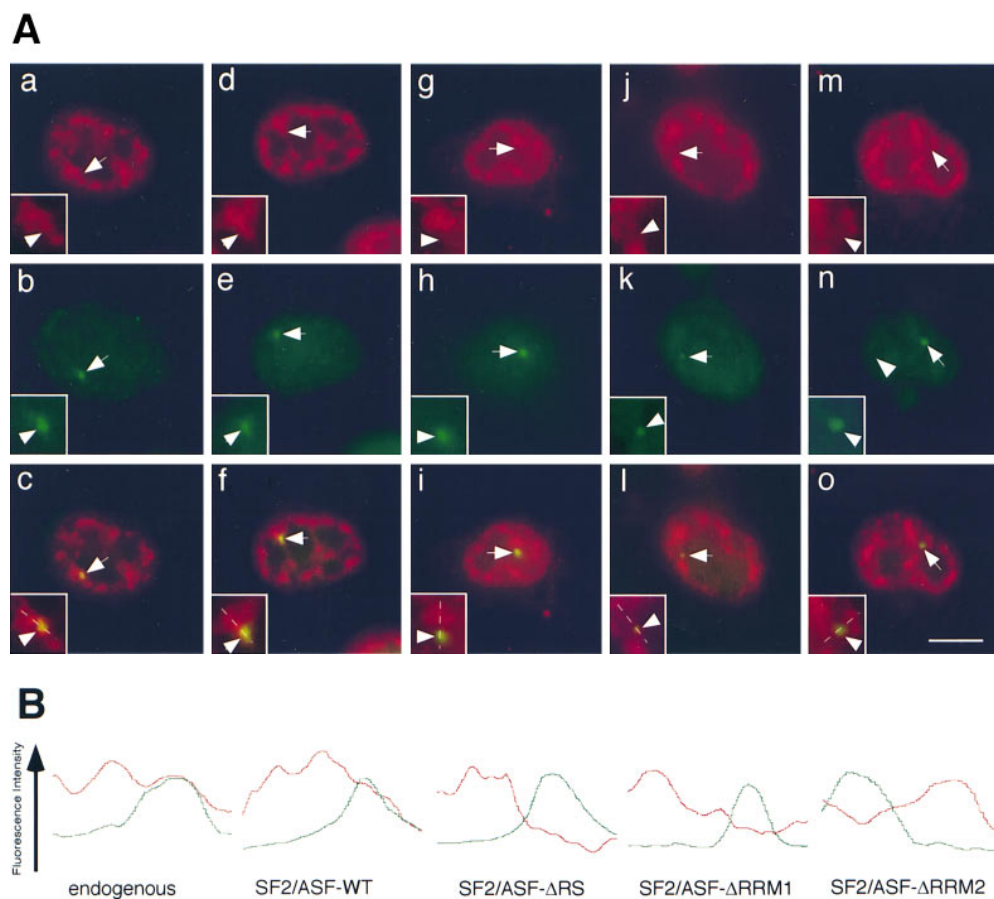 A
a d g j m
b e h k n
c f i l o
B
Fluorescence Intensity
endogenous SF2/ASF-WT SF2/ASF-ΔRS SF2/ASF-ΔRRM1 SF2/ASF-ΔRRM2